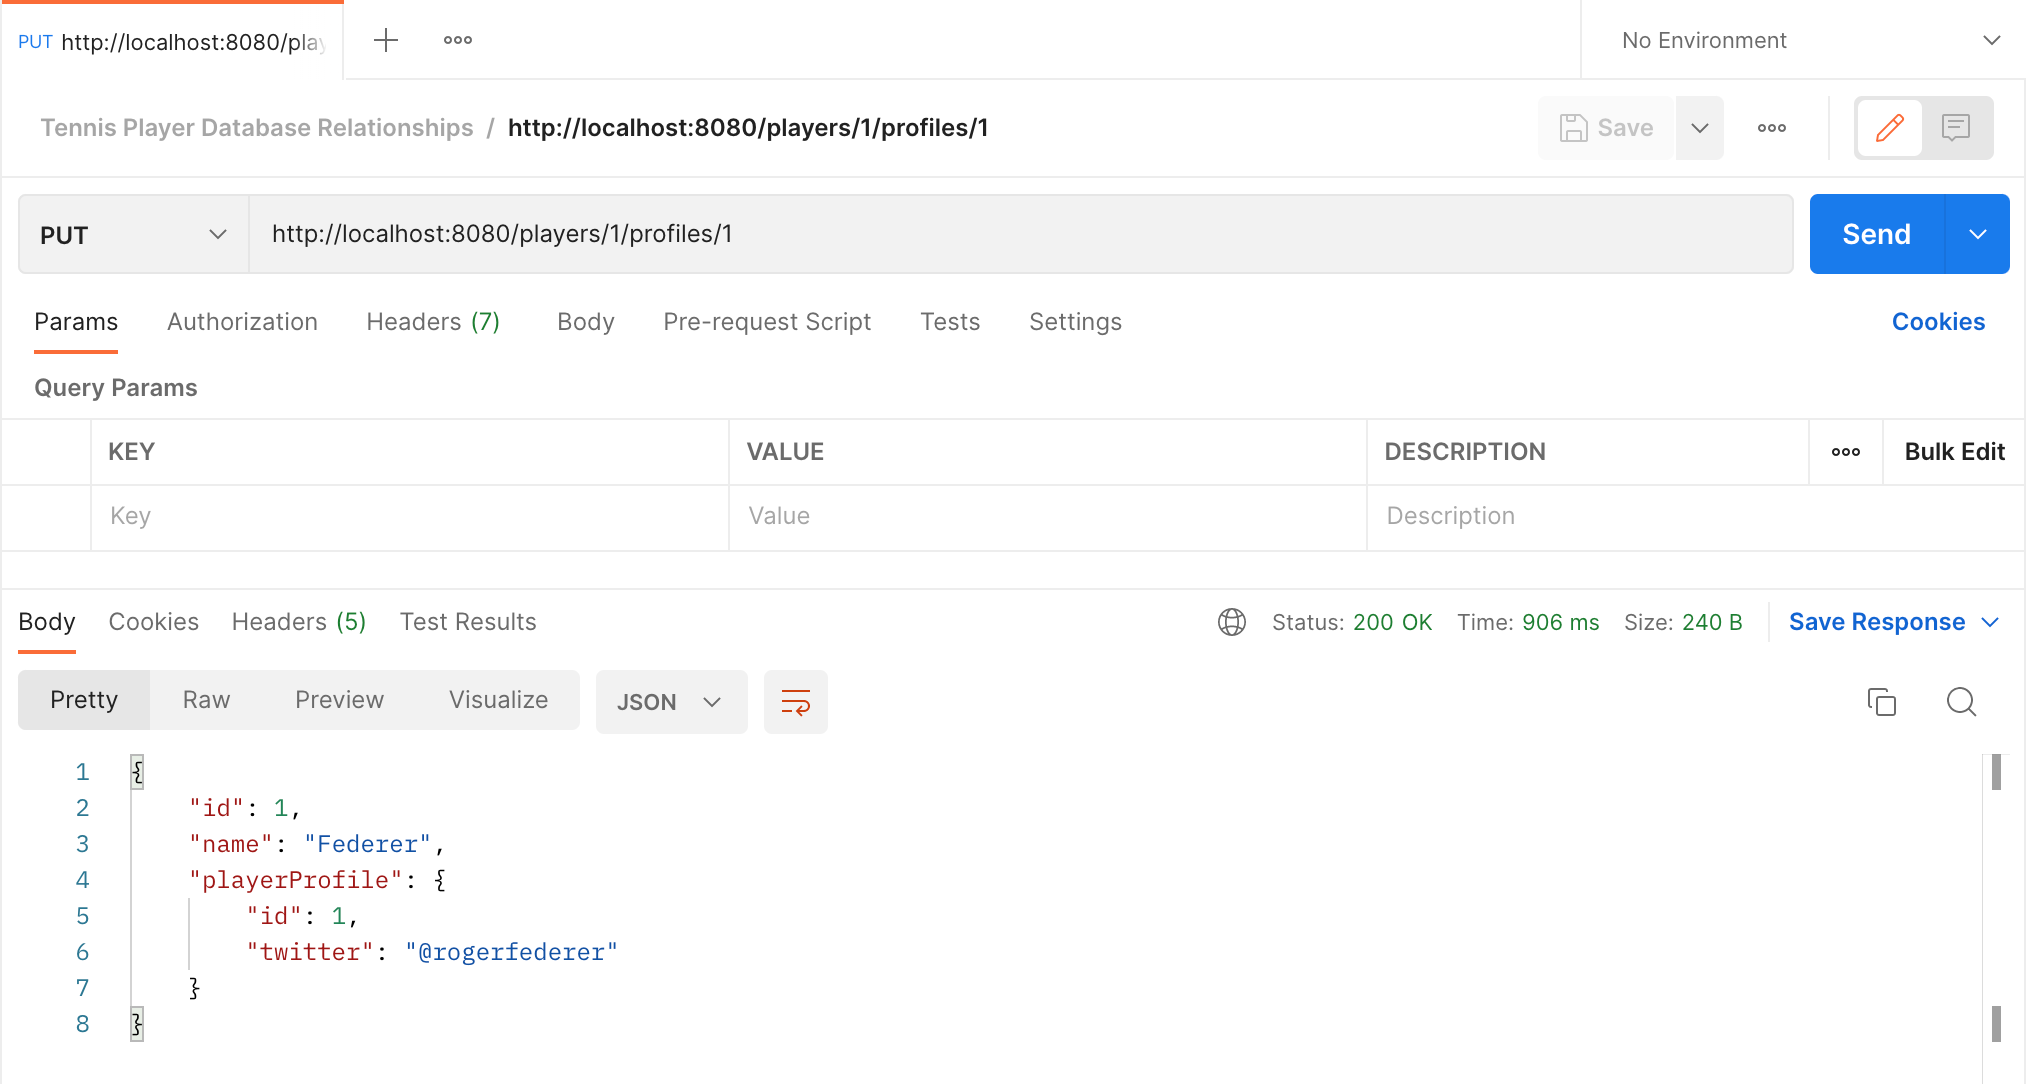 PUT http://localhost:8080/play
No Environment
Tennis Player Database Relationships / http://localhost:8080/players/1/profiles/1
Save
PUT
http://localhost:8080/players/1/profiles/1
Send
Params Authorization Headers (7) Body Pre-request Script Tests Settings Cookies
Query Params
KEY VALUE DESCRIPTION Bulk Edit
Key Value Description
Body Cookies Headers (5) Test Results Status: 200 OK Time: 906 ms Size: 240 B Save Response
Pretty Raw Preview Visualize JSON
1 {
2 "id": 1,
3 "name": "Federer",
4 "playerProfile": {
5 "id": 1,
6 "twitter": "@rogerfederer"
7 }
8 }